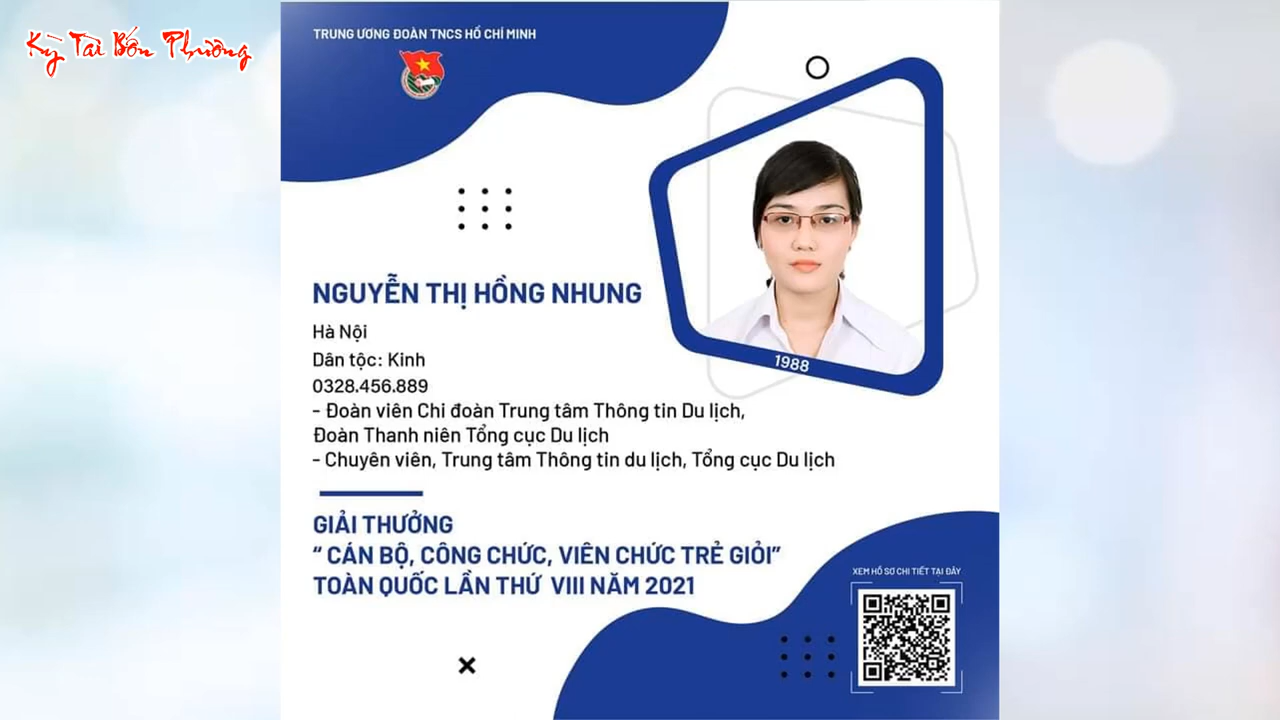 Kỳ Tài Bốn Phương
TRUNG ƯƠNG ĐOÀN TNCS HỒ CHÍ MINH
1988
NGUYỄN THỊ HỒNG NHUNG
Hà Nội
Dân tộc: Kinh
0328.456.889
- Đoàn viên Chi đoàn Trung tâm Thông tin Du lịch,
Đoàn Thanh niên Tổng cục Du lịch
- Chuyên viên, Trung tâm Thông tin du lịch, Tổng cục Du lịch
GIẢI THƯỞNG
“ CÁN BỘ, CÔNG CHỨC, VIÊN CHỨC TRẺ GIỎI”
TOÀN QUỐC LẦN THỨ VIII NĂM 2021
XEM HỒ SƠ CHI TIẾT TẠI ĐÂY